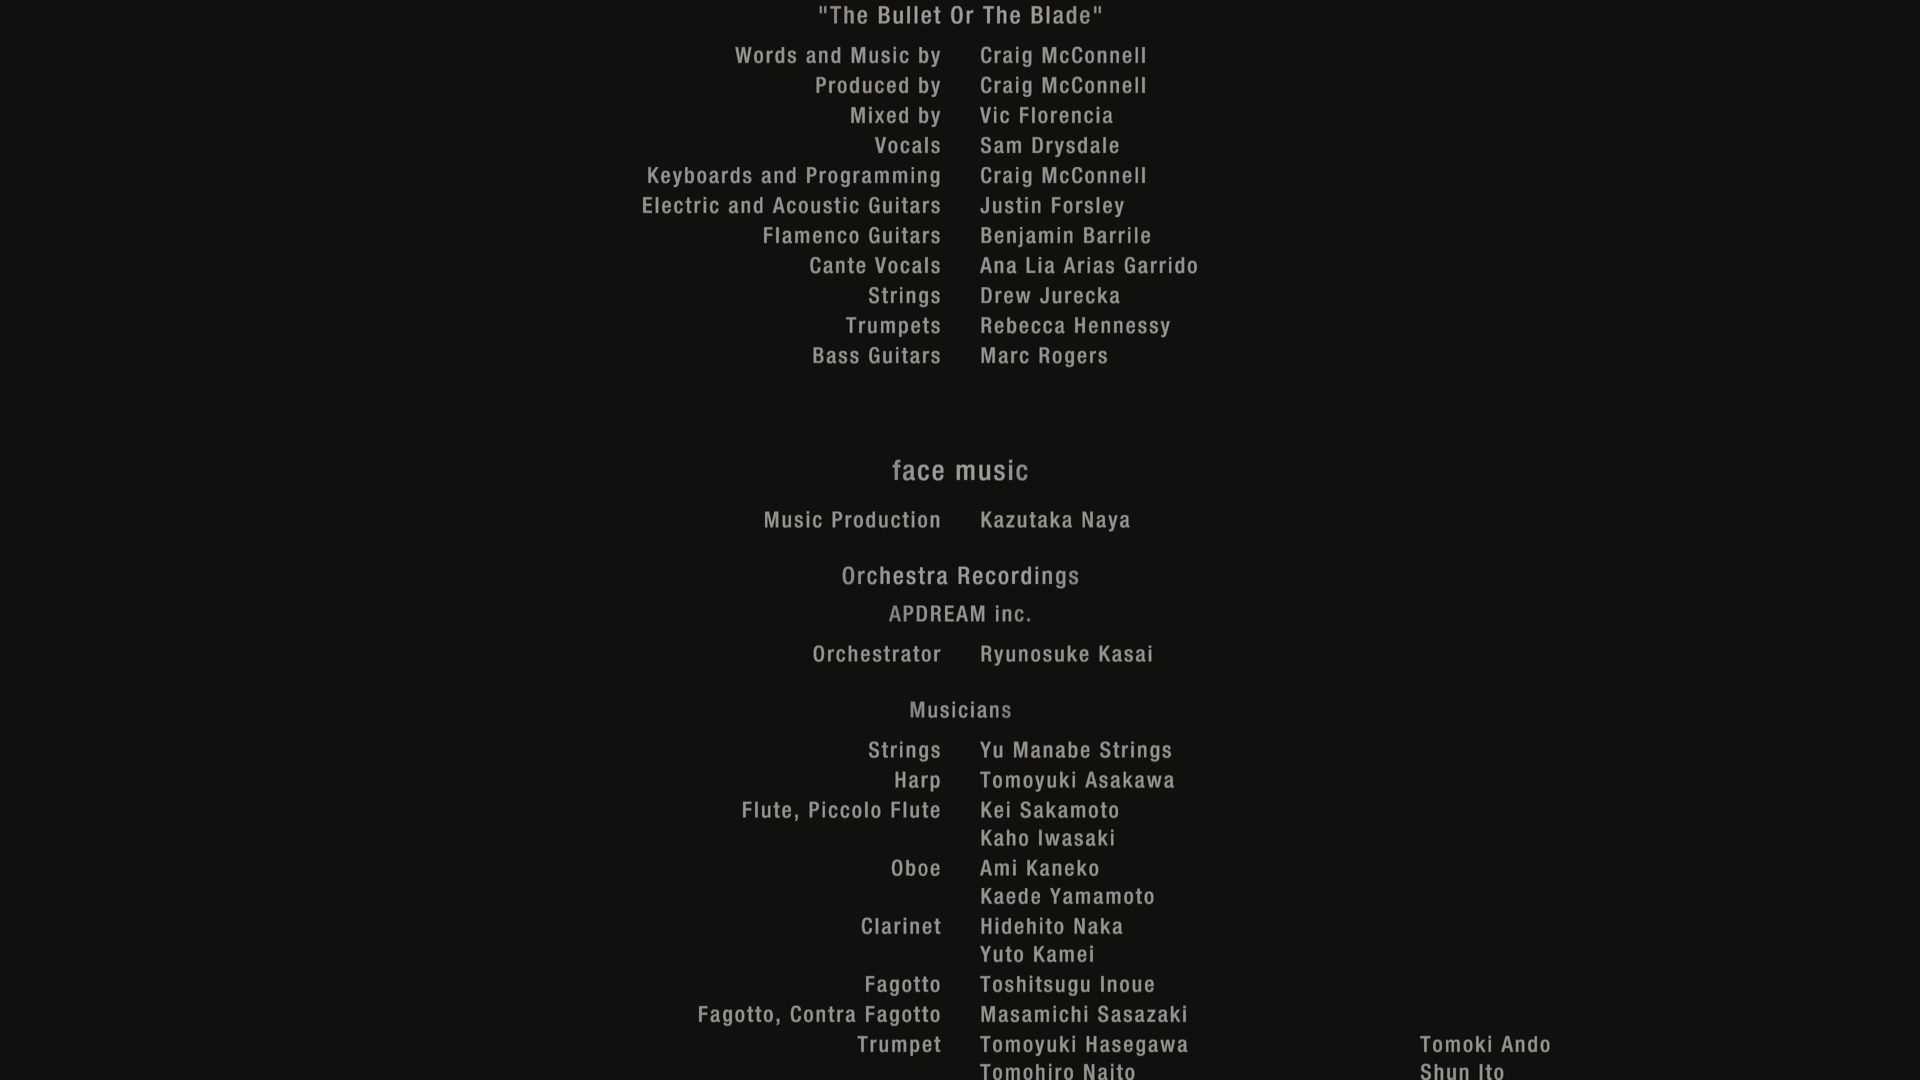 "The Bullet Or The Blade"
Words and Music by Craig McConnell
Produced by Craig McConnell
Mixed by Vic Florencia
Vocals Sam Drysdale
Keyboards and Programming Craig McConnell
Electric and Acoustic Guitars Justin Forsley
Flamenco Guitars Benjamin Barrile
Cante Vocals Ana Lia Arias Garrido
Strings Drew Jurecka
Trumpets Rebecca Hennessy
Bass Guitars Marc Rogers
face music
Music Production Kazutaka Naya
Orchestra Recordings
APDREAM inc.
Orchestrator Ryunosuke Kasai
Musicians
Strings Yu Manabe Strings
Harp Tomoyuki Asakawa
Flute, Piccolo Flute Kei Sakamoto
Kaho Iwasaki
Oboe Ami Kaneko
Kaede Yamamoto
Clarinet Hidehito Naka
Yuto Kamei
Fagotto Toshitsugu Inoue
Fagotto, Contra Fagotto Masamichi Sasazaki
Trumpet Tomoyuki Hasegawa Tomoki Ando
Tomohiro Naito Shun Ito